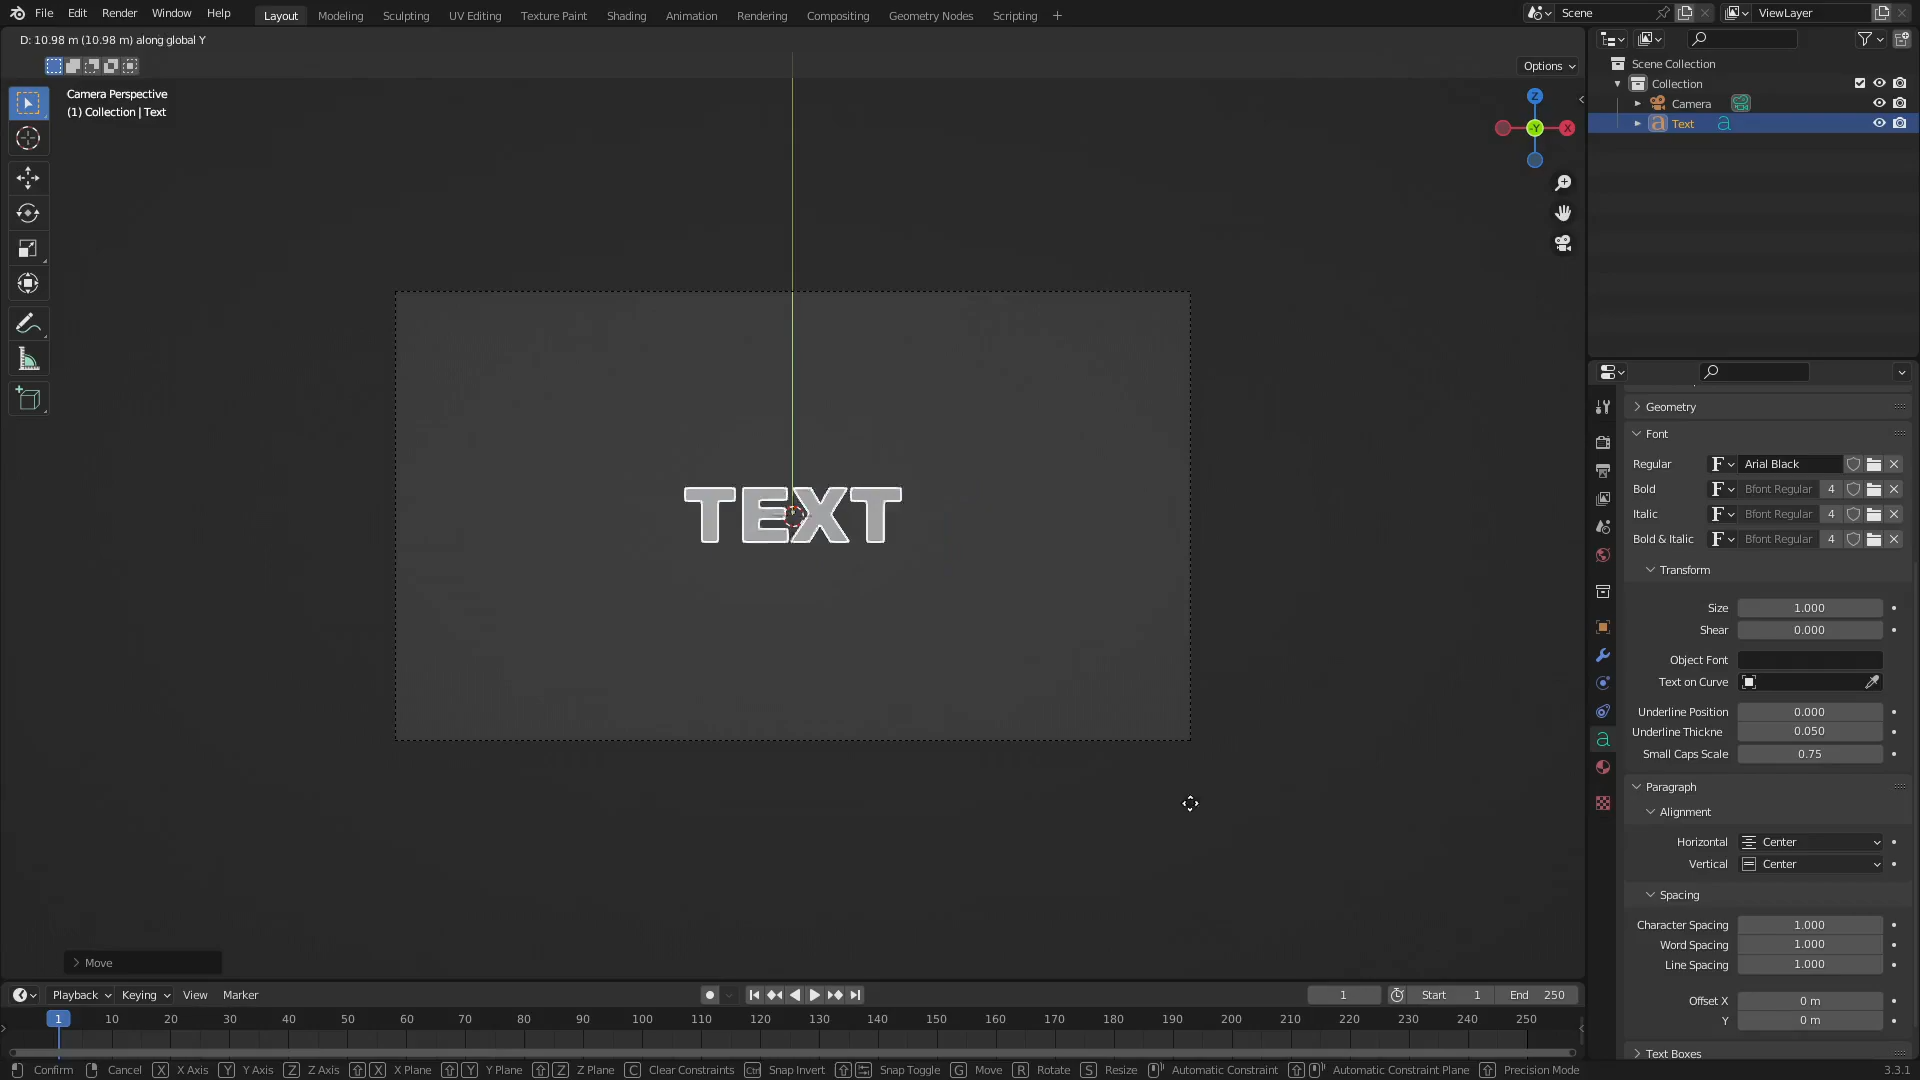 File Edit Render Window Help Layout Modeling Sculpting UV Editing Texture Paint Shading Animation Rendering Compositing Geometry Nodes Scripting + Scene ViewLayer
D: 10.98 m (10.98 m) along global Y
Options
Camera Perspective
(1) Collection | Text
Z
-Y X
TEXT
Move
Scene Collection
Collection
Camera
Text
Geometry
Font
Regular Arial Black
Bold Bfont Regular 4
Italic Bfont Regular 4
Bold & Italic Bfont Regular 4
Transform
Size 1.000
Shear 0.000
Object Font
Text on Curve
Underline Position 0.000
Underline Thickne 0.050
Small Caps Scale 0.75
Paragraph
Alignment
Horizontal Center
Vertical Center
Spacing
Character Spacing 1.000
Word Spacing 1.000
Line Spacing 1.000
Offset X 0 m
Y 0 m
Text Boxes
Playback Keying View Marker 1 Start 1 End 250
1 10 20 30 40 50 60 70 80 90 100 110 120 130 140 150 160 170 180 190 200 210 220 230 240 250
Confirm Cancel X X Axis Y Y Axis Z Z Axis X X Plane Y Y Plane Z Z Plane C Clear Constraints Ctrl Snap Invert Snap Toggle G Move R Rotate S Resize Automatic Constraint Automatic Constraint Plane Precision Mode 3.3.1